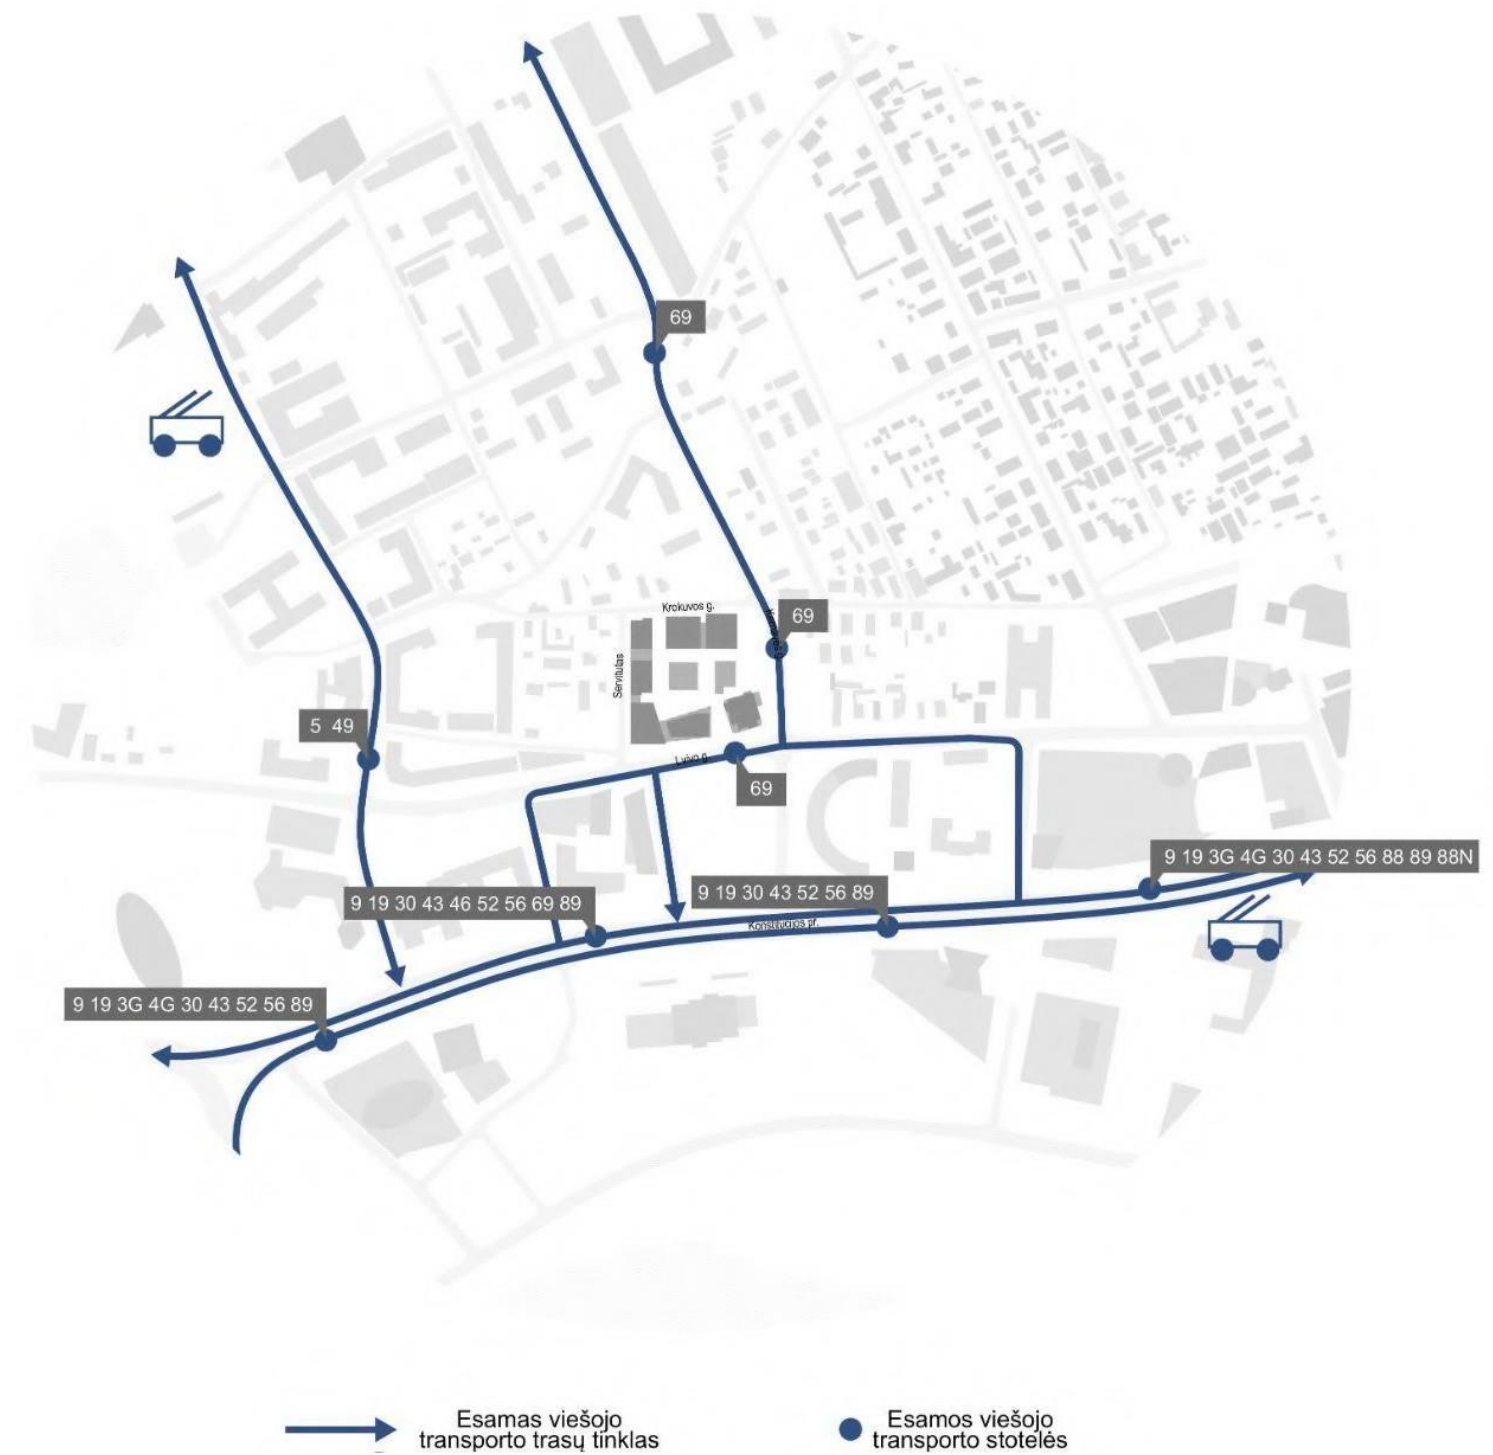 69
Krokuvos g.
69
Servitutas
5 49
Lvivo g.
69
9 19 3G 4G 30 43 52 56 88 89 88N
9 19 30 43 52 56 89
9 19 30 43 46 52 56 69 89
Konstitucijos pr.
9 19 3G 4G 30 43 52 56 89
Esamas viešojo
transporto trasų tinklas
Esamos viešojo
transporto stotelės